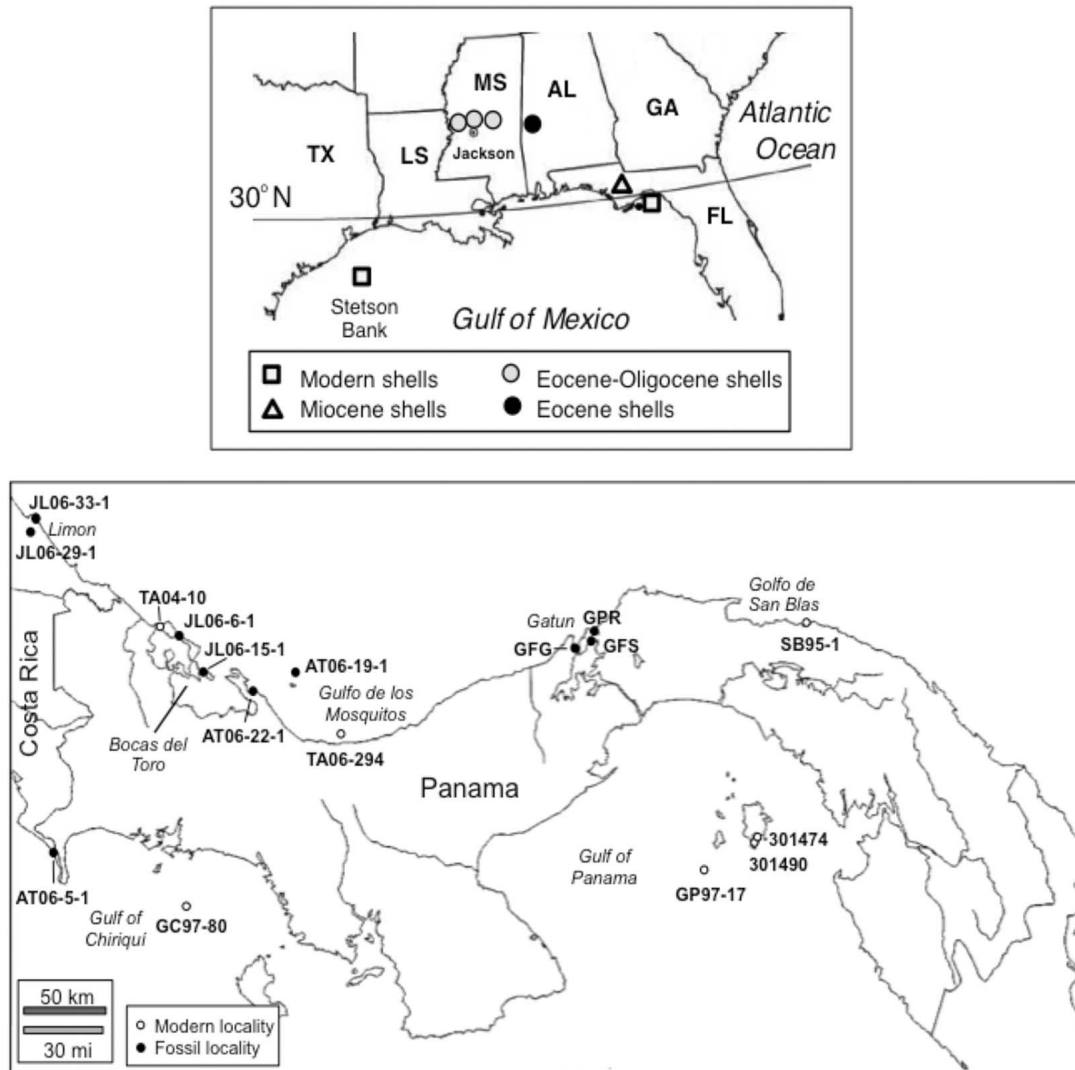 MS
AL
GA
Atlantic
Ocean
TX
LS
Jackson
30°N
FL
Stetson
Bank
Gulf of Mexico
Modern shells
Eocene-Oligocene shells
Miocene shells
Eocene shells
JL06-33-1
Limon
JL06-29-1
TA04-10
JL06-6-1
JL06-15-1
AT06-19-1
Gulfo de los
Mosquitos
AT06-22-1
TA06-294
Bocas del
Toro
Costa Rica
Gatun
GPR
GFG
GFS
Golfo de
San Blas
SB95-1
Panama
301474
301490
Gulf of
Panama
GP97-17
AT06-5-1
Gulf of
Chiriquí
GC97-80
50 km
30 mi
Modern locality
Fossil locality